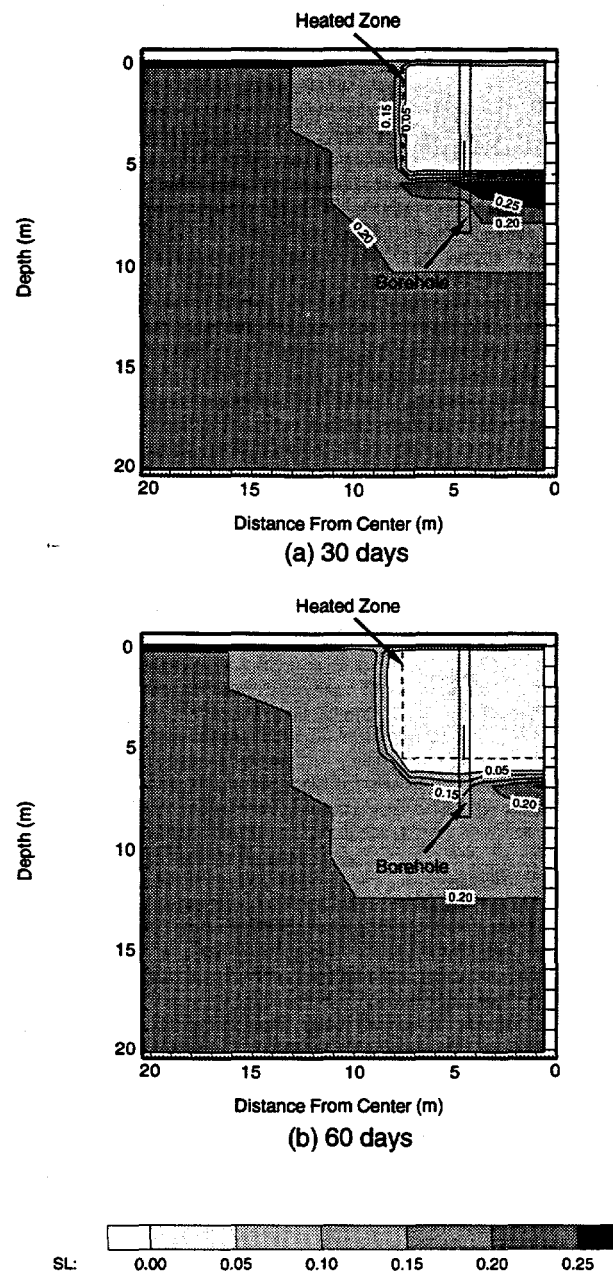 Heated Zone
0
5
10
15
20
Depth (m)
0.15
0.05
0.25
0.20
0.20
Borehole
20 15 10 5 0
Distance From Center (m)
(a) 30 days
Heated Zone
0
5
10
15
20
Depth (m)
0.05
0.15
0.20
Borehole
0.20
20 15 10 5 0
Distance From Center (m)
(b) 60 days
SL: 0.00 0.05 0.10 0.15 0.20 0.25